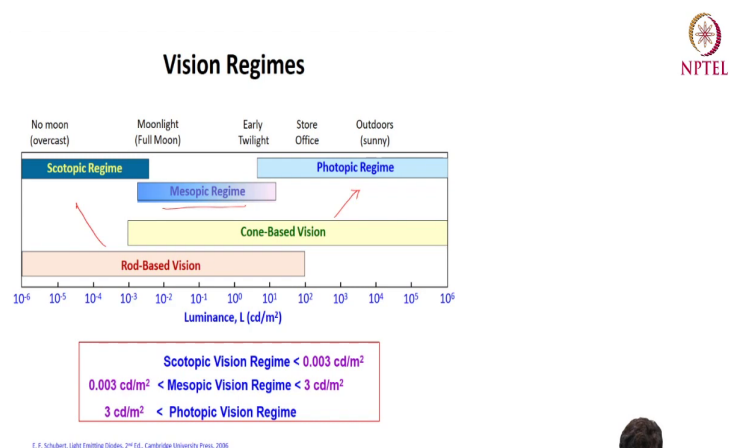 Vision Regimes
NPTEL
No moon Moonlight Early Store Outdoors
(overcast) (Full Moon) Twilight Office (sunny)
Scotopic Regime Photopic Regime
Mesopic Regime
Cone-Based Vision
Rod-Based Vision
10⁻⁶ 10⁻⁵ 10⁻⁴ 10⁻³ 10⁻² 10⁻¹ 10⁰ 10¹ 10² 10³ 10⁴ 10⁵ 10⁶
Luminance, L (cd/m²)
Scotopic Vision Regime < 0.003 cd/m²
0.003 cd/m² < Mesopic Vision Regime < 3 cd/m²
3 cd/m² < Photopic Vision Regime
E. F. Schubert, Light Emitting Diodes, 2nd Ed., Cambridge University Press, 2006